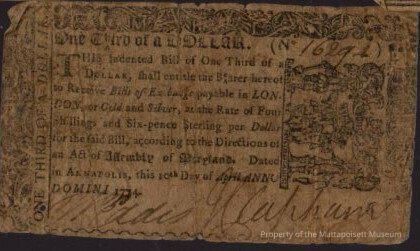 ONE THIRD OF A DOLLAR
One Third of a DOLLAR. (No 16292)
THIS Indented Bill of One Third of a
DOLLAR, shall entitle the Bearer hereof
to Receive Bills of Exchange payable in LON-
DON, or Gold and Silver, at the Rate of Four
Shillings and Six-pence Sterling per Dollar
for the said Bill, according to the Directions of
an Act of Assembly of Maryland. Dated
in ANNAPOLIS, this 10th Day of April ANNO
DOMINI 1774.
J Clapham
Property of the Mattapoisett Museum